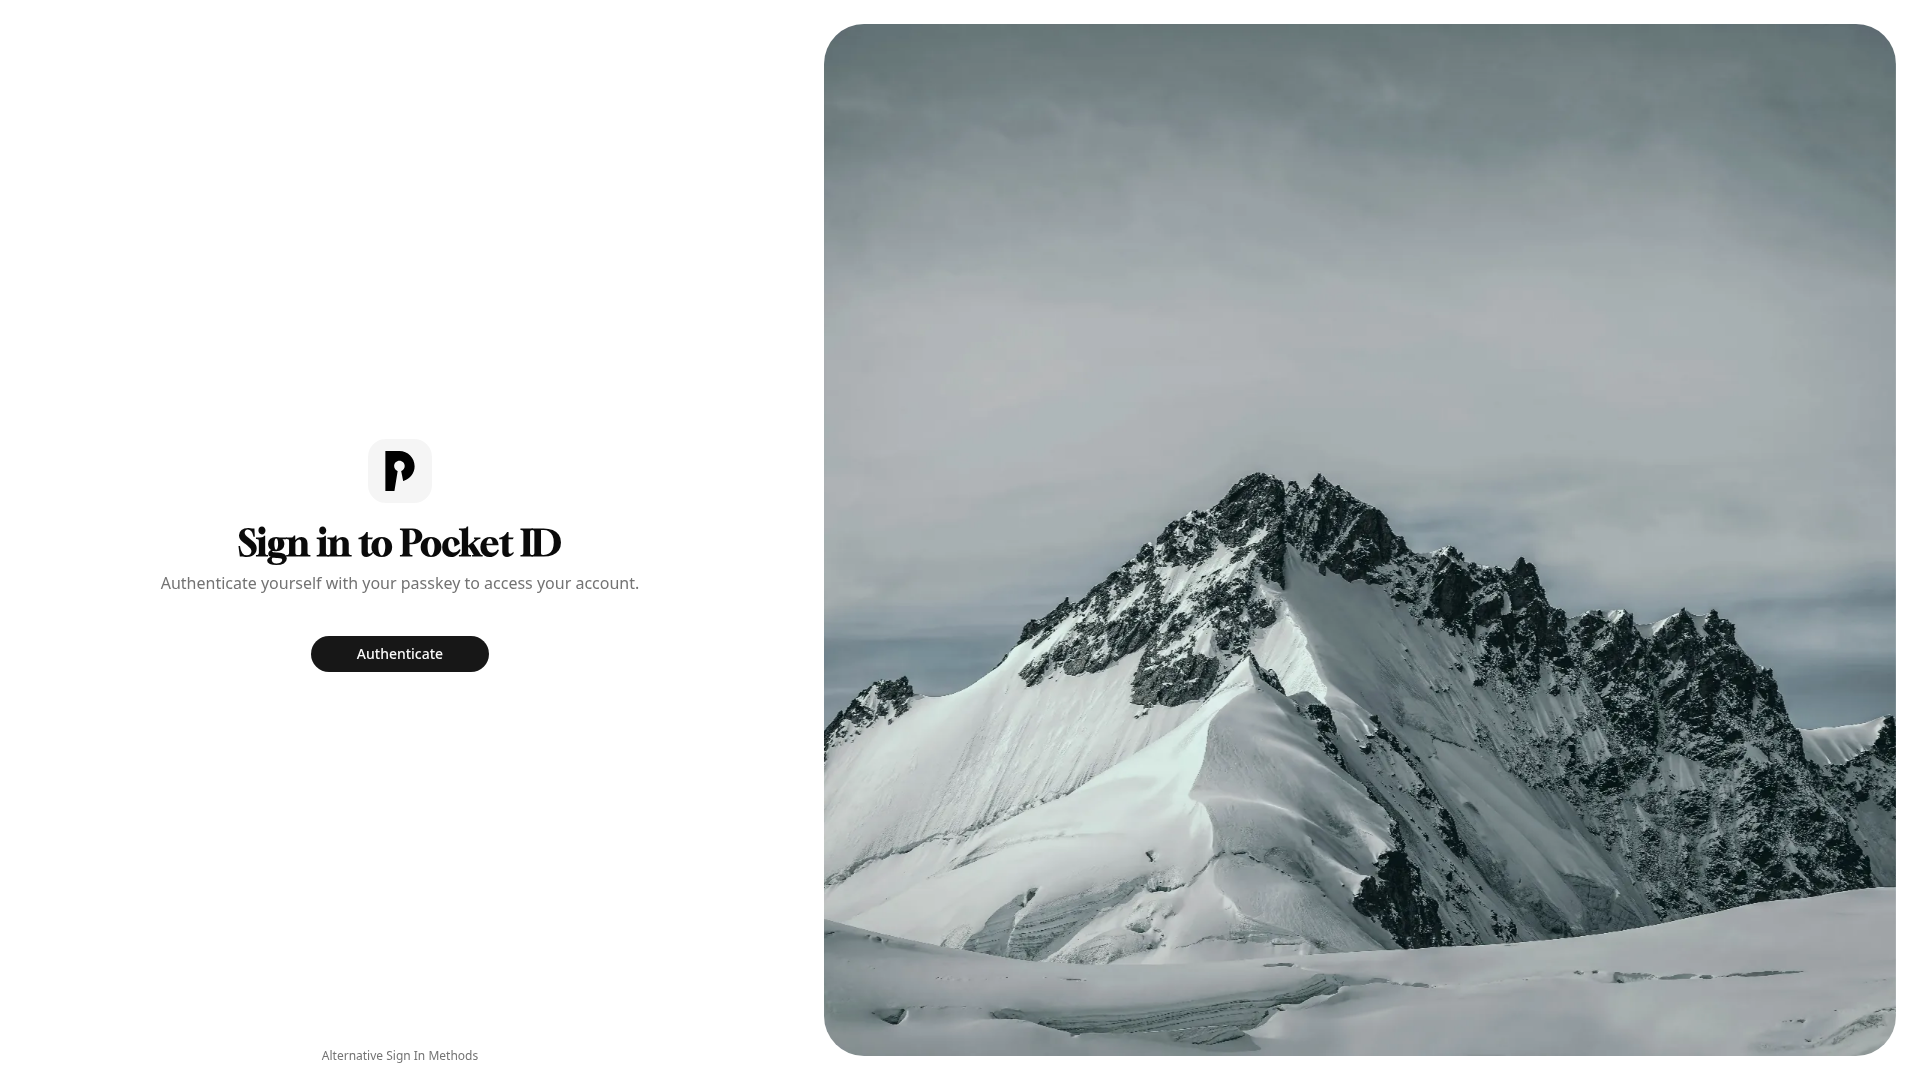 Sign in to Pocket ID
Authenticate yourself with your passkey to access your account.
Authenticate
Alternative Sign In Methods